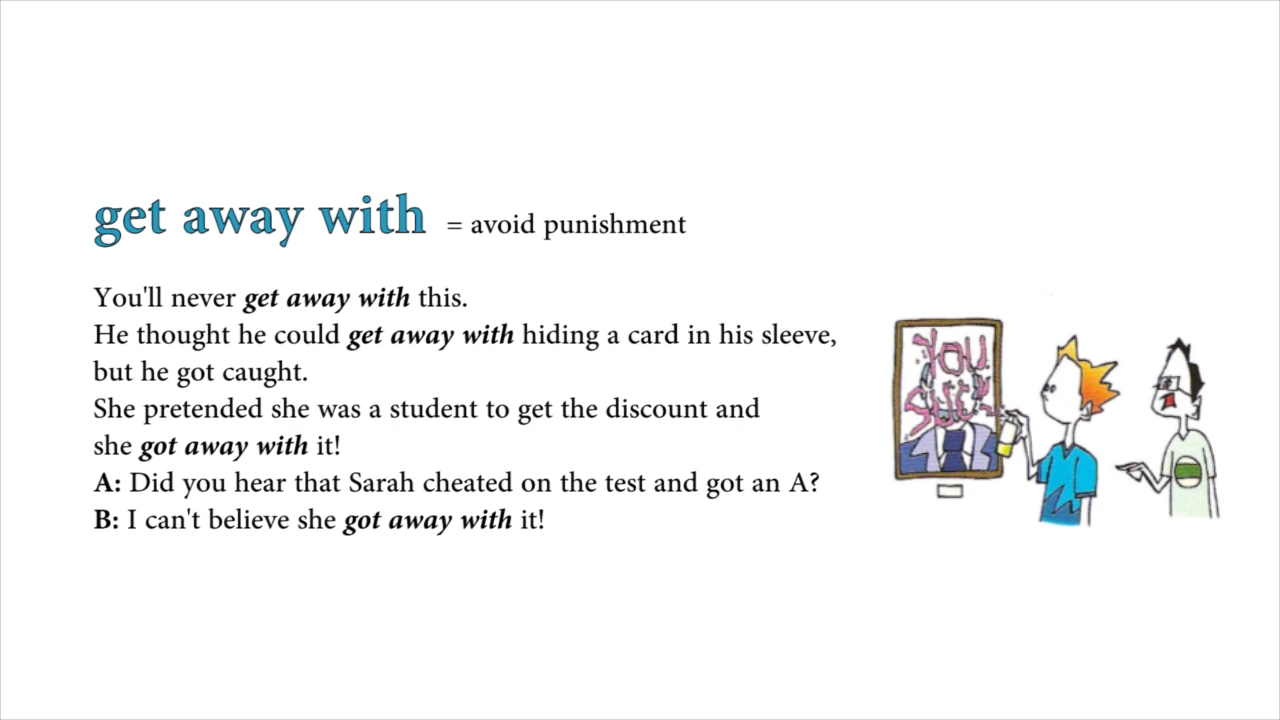 get away with = avoid punishment
You'll never get away with this.
He thought he could get away with hiding a card in his sleeve,
but he got caught.
She pretended she was a student to get the discount and
she got away with it!
A: Did you hear that Sarah cheated on the test and got an A?
B: I can't believe she got away with it!
You
Suck